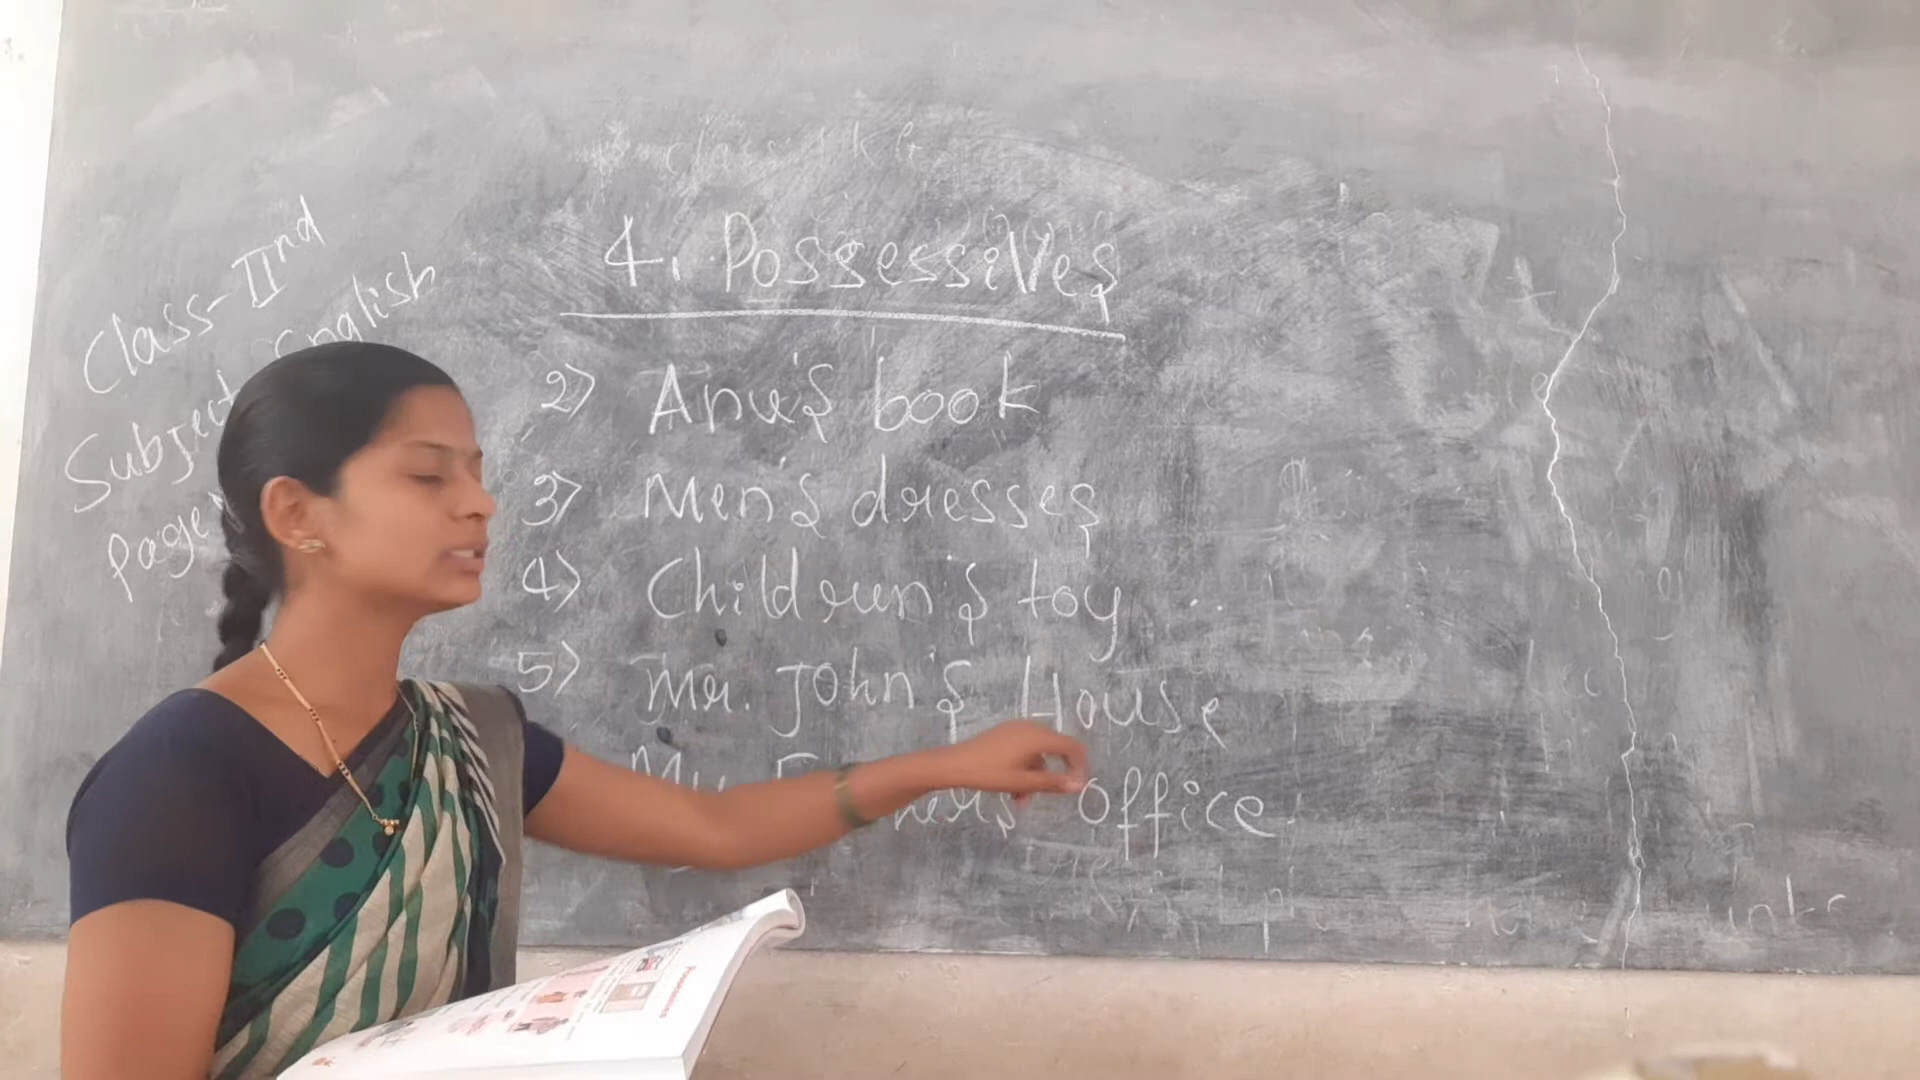 Class-IInd
Subject English
Page
4. Possessives
2) Anu's book
3) Men's dresses
4) Children's toy
5) Mr. John's House
My office